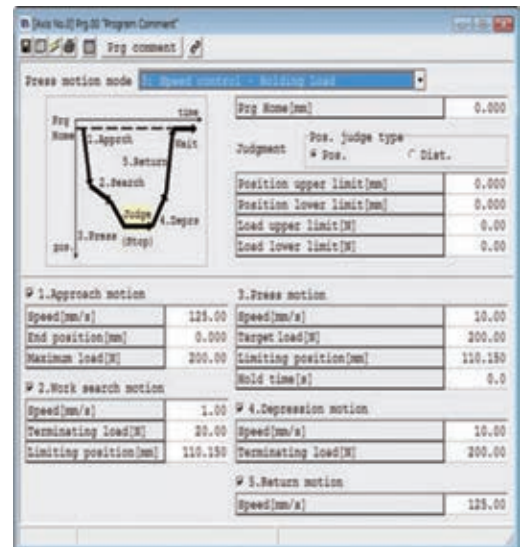 [Axis No.0] Prg.00 "Program Comment"
Prg comment
Press motion mode 3: Speed control - Holding load
Prg Home
time
1.Approch
Wait
5.Return
2.Search
Judge
4.Deprs
3.Press
(Stop)
pos.
Prg Home[mm] 0.000
Judgment
Pos. judge type
Pos. Dist.
Position upper limit[mm] 0.000
Position lower limit[mm] 0.000
Load upper limit[N] 0.00
Load lower limit[N] 0.00
1.Approach motion
Speed[mm/s] 125.00
End position[mm] 0.000
Maximum load[N] 200.00
2.Work search motion
Speed[mm/s] 1.00
Terminating load[N] 20.00
Limiting position[mm] 110.150
3.Press motion
Speed[mm/s] 10.00
Target load[N] 200.00
Limiting position[mm] 110.150
Hold time[s] 0.0
4.Depression motion
Speed[mm/s] 10.00
Terminating load[N] 200.00
5.Return motion
Speed[mm/s] 125.00